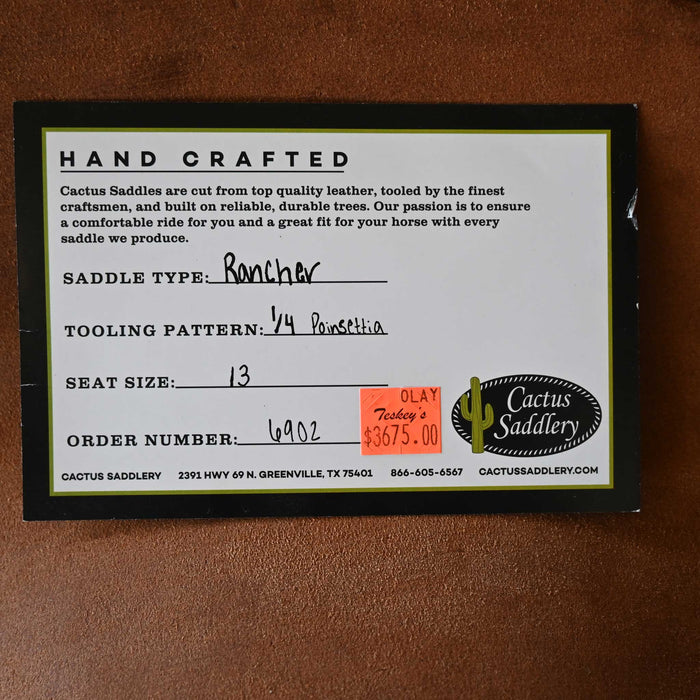 HAND CRAFTED
Cactus Saddles are cut from top quality leather, tooled by the finest
craftsmen, and built on reliable, durable trees. Our passion is to ensure
a comfortable ride for you and a great fit for your horse with every
saddle we produce.
SADDLE TYPE: Rancher
TOOLING PATTERN: 1/4 Poinsettia
SEAT SIZE: 13
ORDER NUMBER: 6902
OLAY
Teskey's
$3675.00
Cactus
Saddlery
CACTUS SADDLERY 2391 HWY 69 N. GREENVILLE, TX 75401 866-605-6567 CACTUSSADDLERY.COM